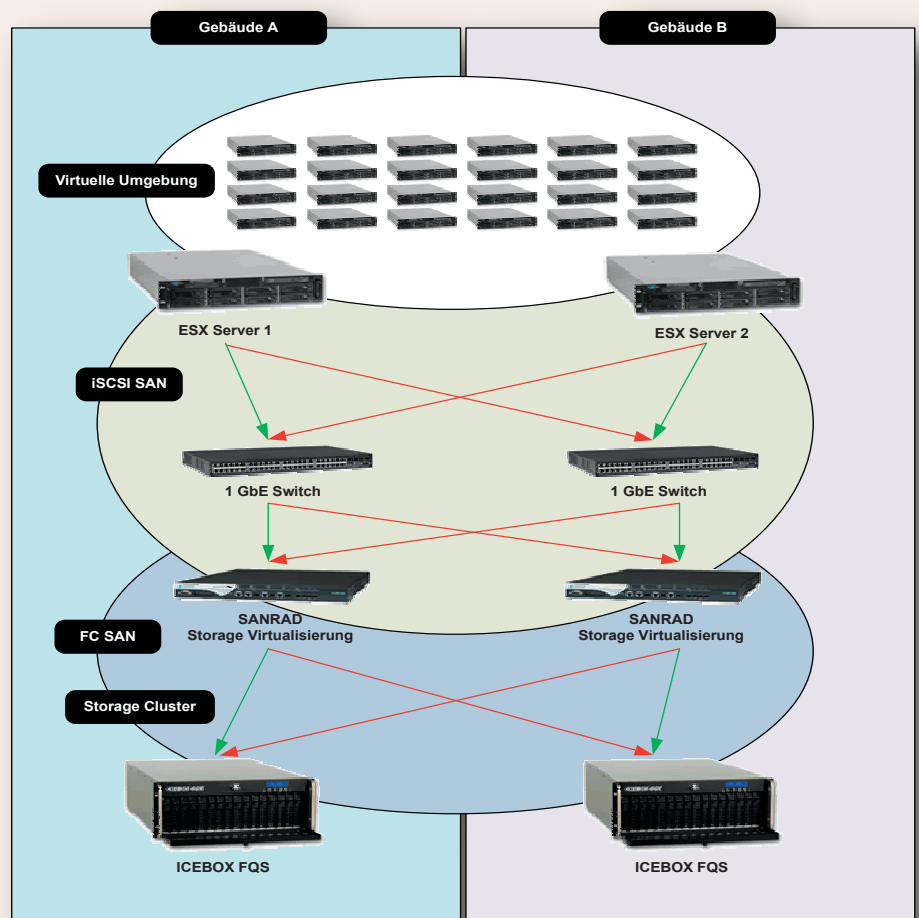 Gebäude A
Gebäude B
Virtuelle Umgebung
ESX Server 1
ESX Server 2
iSCSI SAN
1 GbE Switch
1 GbE Switch
SANRAD
Storage Virtualisierung
SANRAD
Storage Virtualisierung
FC SAN
Storage Cluster
ICEBOX FQS
ICEBOX FQS